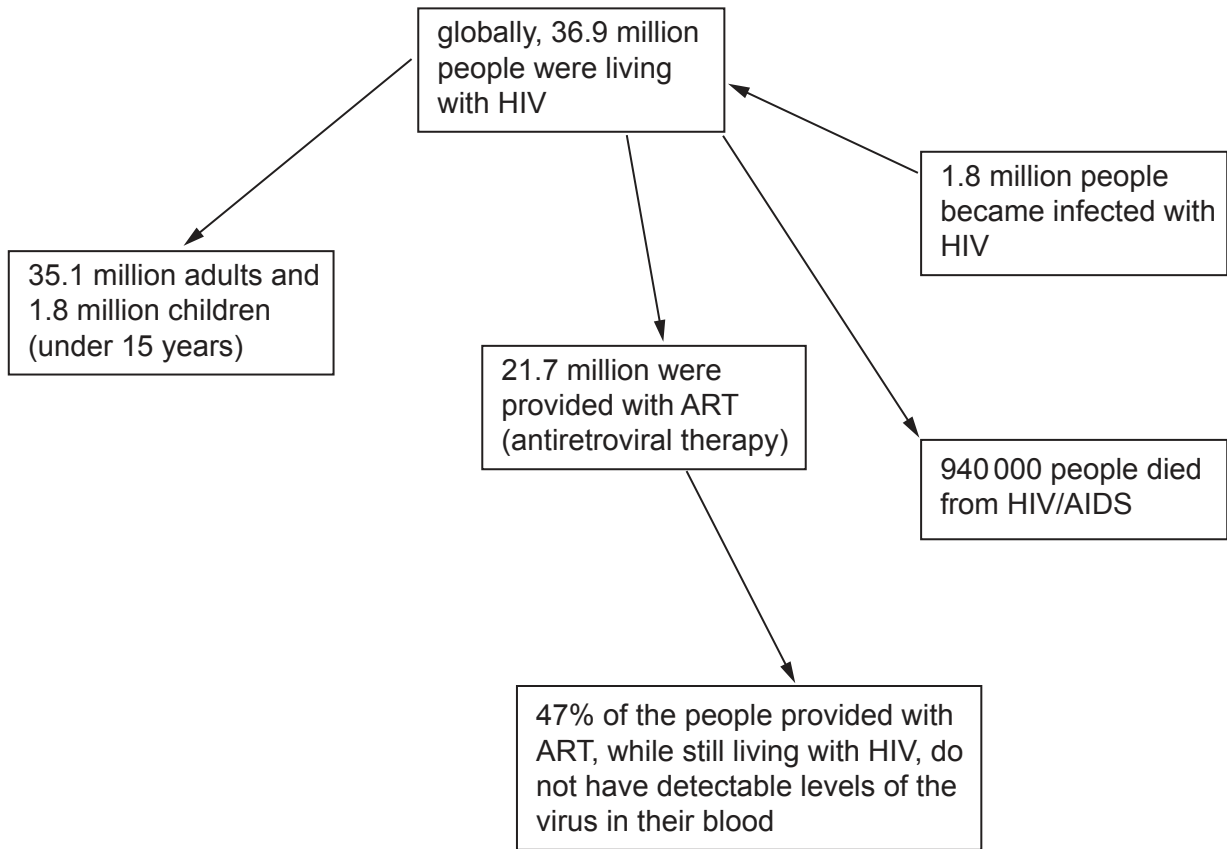 globally, 36.9 million
people were living
with HIV
1.8 million people
became infected with
HIV
35.1 million adults and
1.8 million children
(under 15 years)
21.7 million were
provided with ART
(antiretroviral therapy)
940 000 people died
from HIV/AIDS
47% of the people provided with
ART, while still living with HIV, do
not have detectable levels of the
virus in their blood